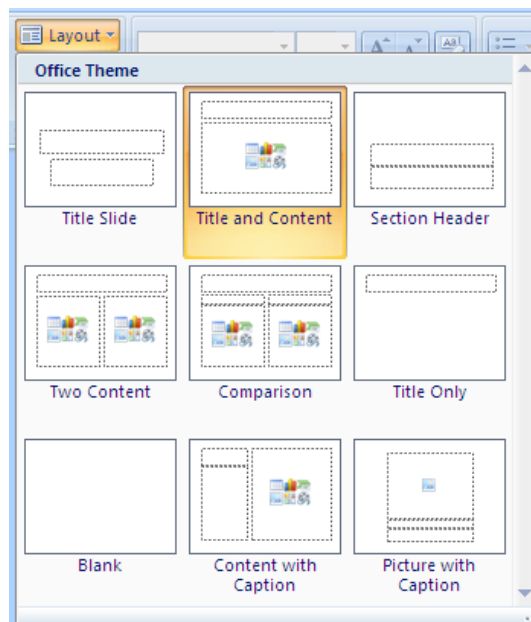 Layout
Office Theme
Title Slide
Title and Content
Section Header
Two Content
Comparison
Title Only
Blank
Content with
Caption
Picture with
Caption